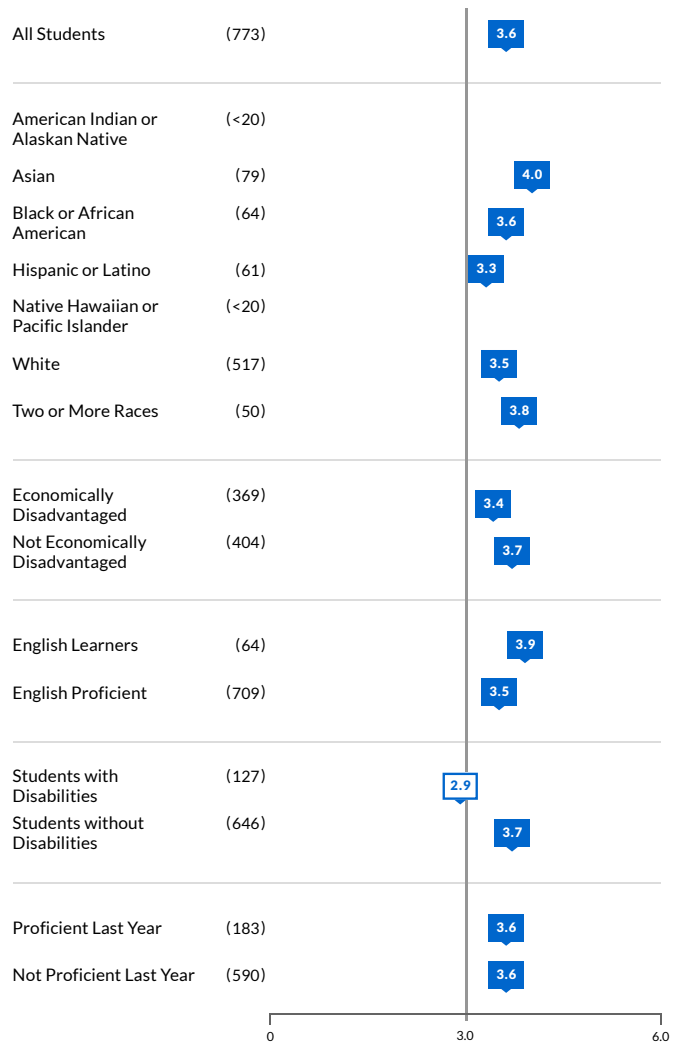 All Students (773) 3.6
American Indian or (<20)
Alaskan Native
Asian (79) 4.0
Black or African (64) 3.6
American
Hispanic or Latino (61) 3.3
Native Hawaiian or (<20)
Pacific Islander
White (517) 3.5
Two or More Races (50) 3.8
Economically (369) 3.4
Disadvantaged
Not Economically (404) 3.7
Disadvantaged
English Learners (64) 3.9
English Proficient (709) 3.5
Students with (127) 2.9
Disabilities
Students without (646) 3.7
Disabilities
Proficient Last Year (183) 3.6
Not Proficient Last Year (590) 3.6
0 3.0 6.0